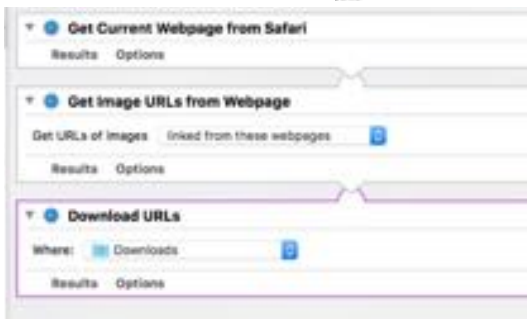 Get Current Webpage from Safari
Results Options
Get Image URLs from Webpage
Get URLs of images linked from these webpages
Results Options
Download URLs
Where: Downloads
Results Options